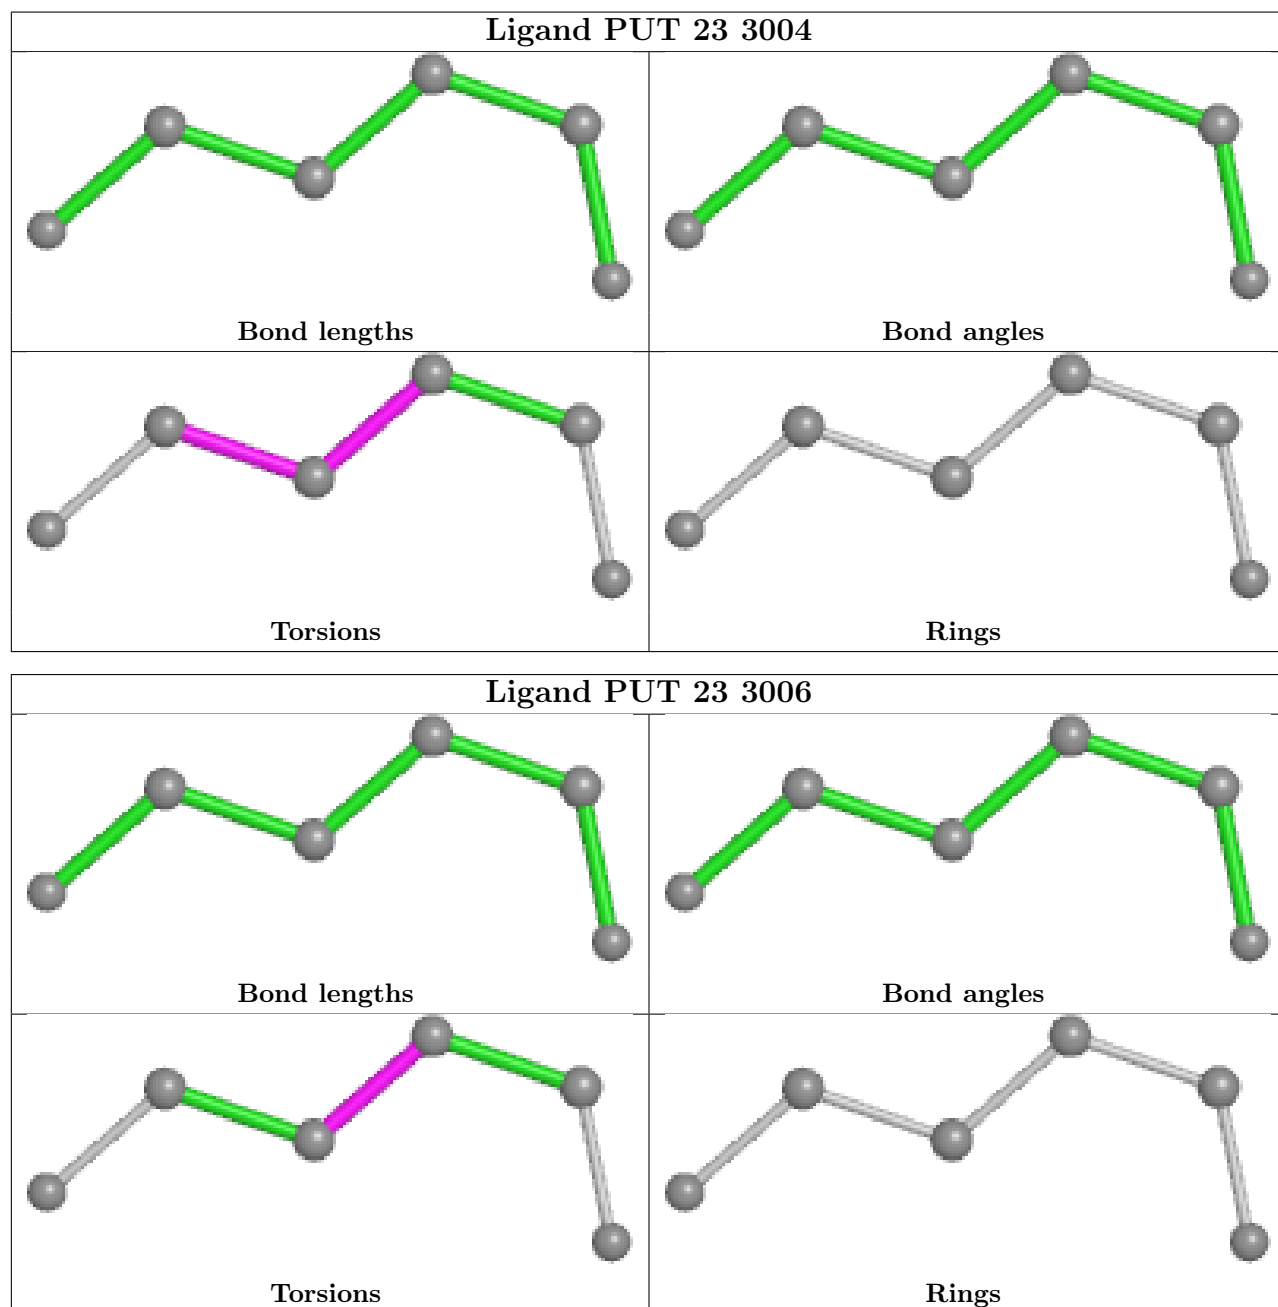 Ligand PUT 23 3004
Bond lengths
Bond angles
Torsions
Rings
Ligand PUT 23 3006
Bond lengths
Bond angles
Torsions
Rings